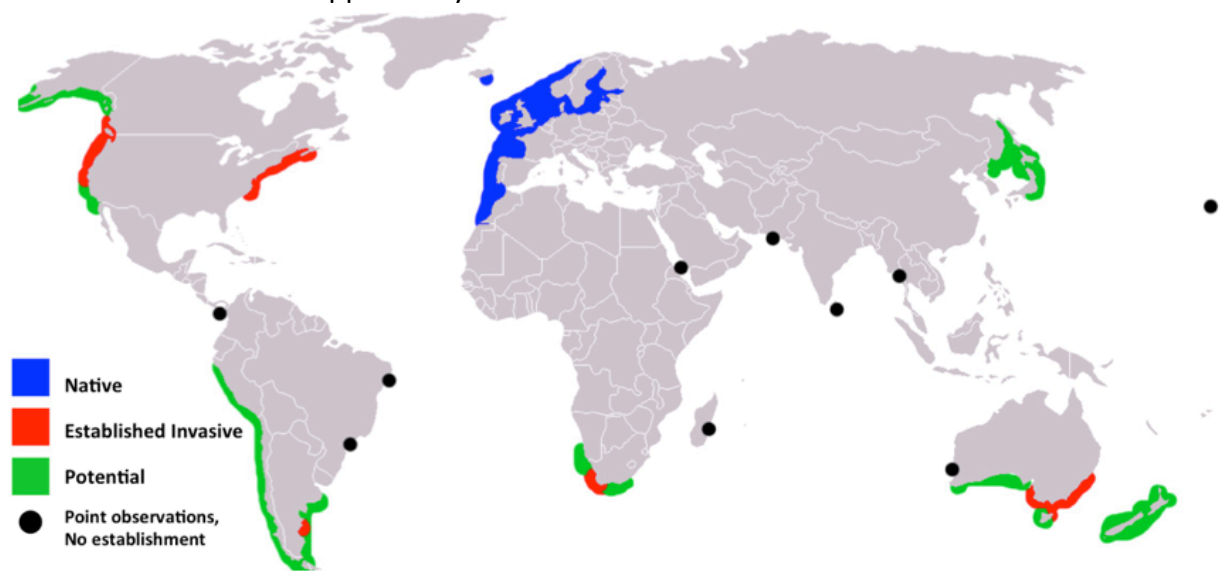 Native
Established Invasive
Potential
Point observations,
No establishment